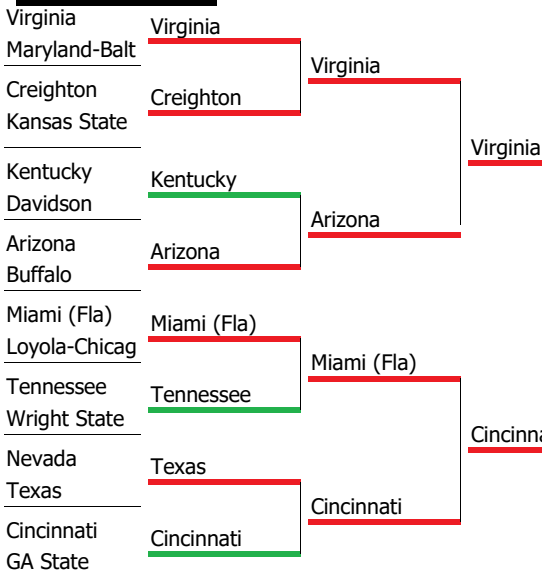 Virginia
Maryland-Balt
Creighton
Kansas State
Kentucky
Davidson
Arizona
Buffalo
Miami (Fla)
Loyola-Chicag
Tennessee
Wright State
Nevada
Texas
Cincinnati
GA State
Virginia
Creighton
Kentucky
Arizona
Miami (Fla)
Tennessee
Texas
Cincinnati
Virginia
Arizona
Miami (Fla)
Cincinnati
Virginia